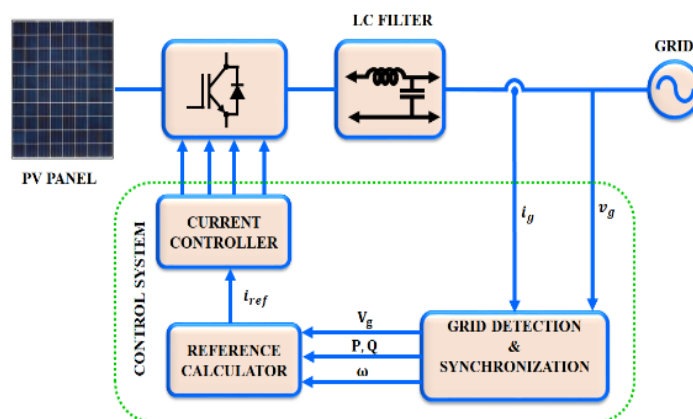 LC FILTER
GRID
PV PANEL
CONTROL SYSTEM
CURRENT
CONTROLLER
i_g
v_g
i_ref
V_g
P, Q
ω
REFERENCE
CALCULATOR
GRID DETECTION
&
SYNCHRONIZATION